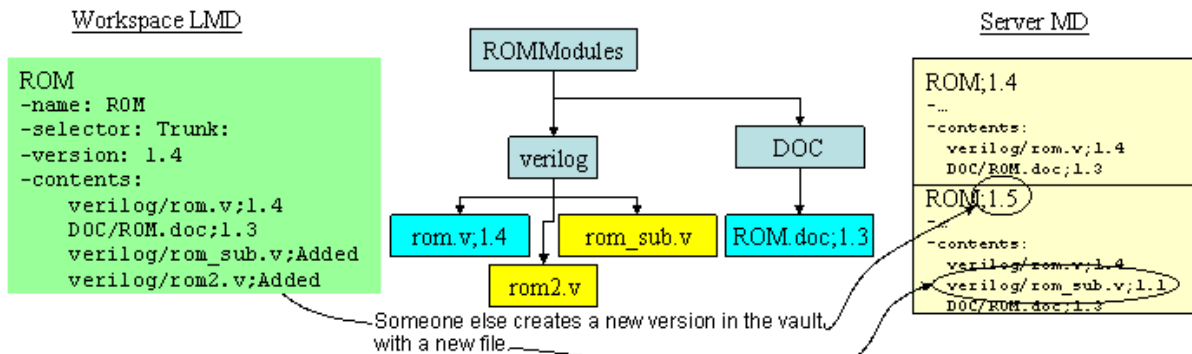 Workspace LMD
ROM
-name: ROM
-selector: Trunk:
-version: 1.4
-contents:
verilog/rom.v;1.4
DOC/ROM.doc;1.3
verilog/rom_sub.v;Added
verilog/rom2.v;Added
ROMModules
verilog
DOC
rom.v;1.4
rom_sub.v
ROM.doc;1.3
rom2.v
Someone else creates a new version in the vault
with a new file.
Server MD
ROM;1.4
-…
-contents:
verilog/rom.v;1.4
DOC/ROM.doc;1.3
ROM;1.5
-…
-contents:
verilog/rom.v;1.4
verilog/rom_sub.v;1.1
DOC/ROM.doc;1.3